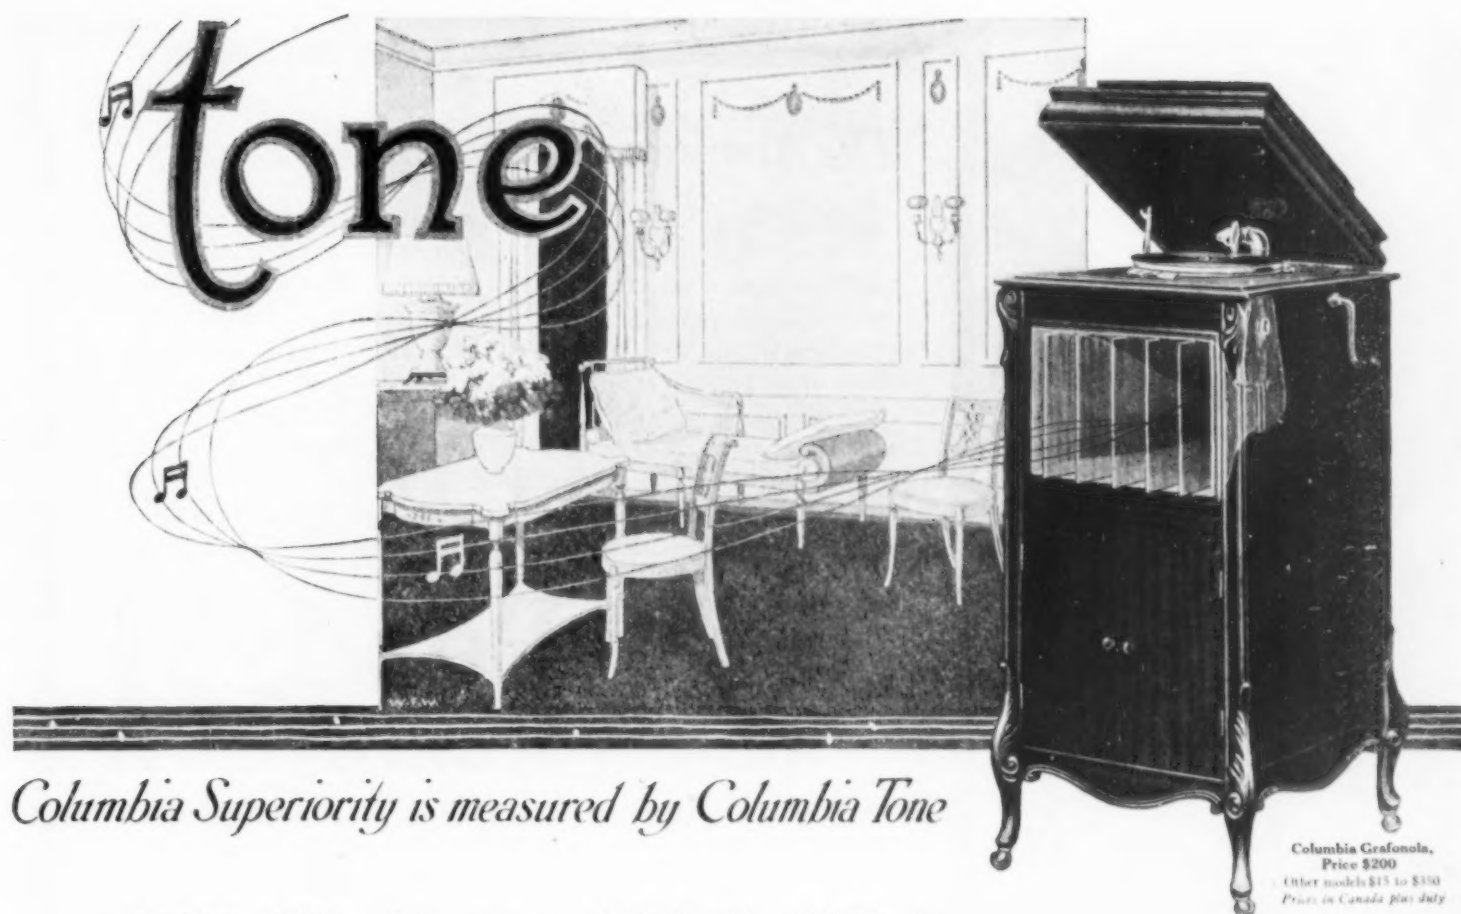 tone
W.E.W.
Columbia Superiority is measured by Columbia Tone
Columbia Grafonola,
Price $200
Other models $15 to $350
Prices in Canada plus duty